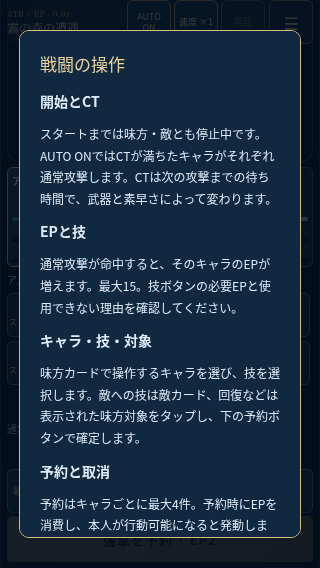 ATB × EP · 0.0s
霧の森の遭遇
AUTO
ON
速度 ×1
再開
戦闘の操作
開始とCT
スタートまでは味方・敵とも停止中です。
AUTO ONではCTが満ちたキャラがそれぞれ
通常攻撃します。CTは次の攻撃までの待ち
時間で、武器と素早さによって変わります。
EPと技
通常攻撃が命中すると、そのキャラのEPが
増えます。最大15。技ボタンの必要EPと使
用できない理由を確認してください。
キャラ・技・対象
味方カードで操作するキャラを選び、技を選
択します。敵への技は敵カード、回復などは
表示された味方対象をタップし、下の予約ボ
タンで確定します。
予約と取消
予約はキャラごとに最大4件。予約時にEPを
消費し、本人が行動可能になると発動しま